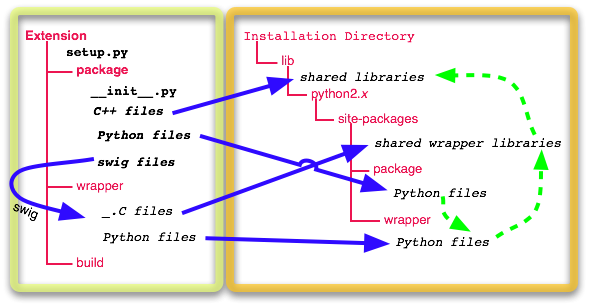 Extension
setup.py
package
__init__.py
C++ files
Python files
swig files
wrapper
swig
_.C files
Python files
build
Installation Directory
lib
shared libraries
python2.x
site-packages
shared wrapper libraries
package
Python files
wrapper
Python files